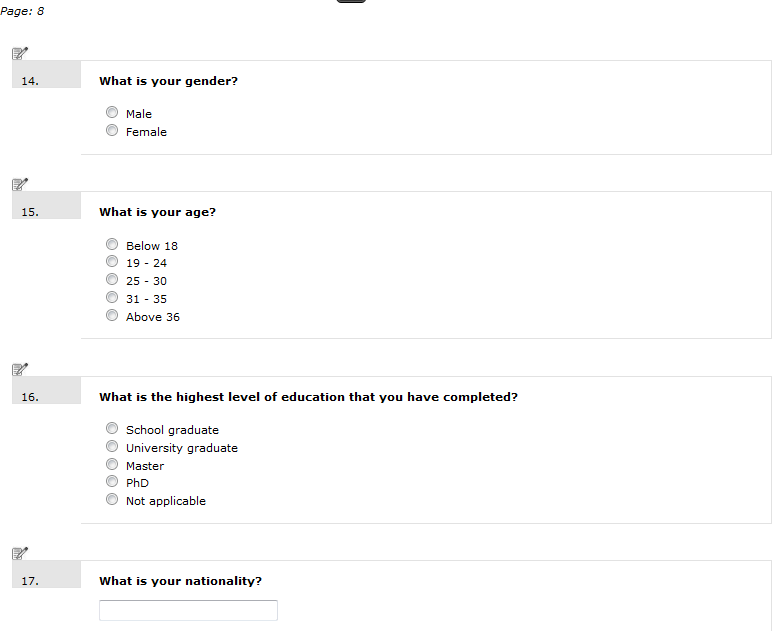 Page: 8
14. What is your gender?
Male
Female
15. What is your age?
Below 18
19 - 24
25 - 30
31 - 35
Above 36
16. What is the highest level of education that you have completed?
School graduate
University graduate
Master
PhD
Not applicable
17. What is your nationality?